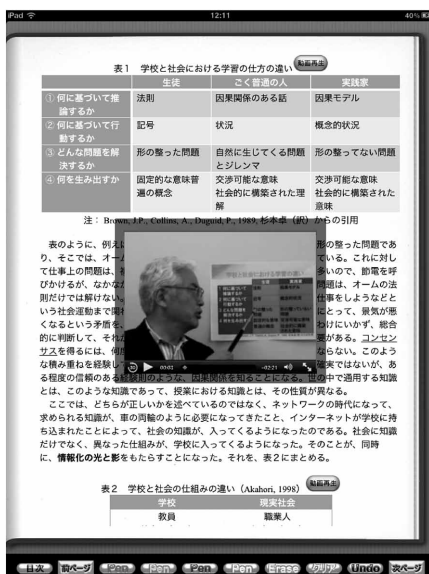 iPad 12:11 40%
表1 学校と社会における学習の仕方の違い 動画再生
生徒 ごく普通の人 実践家
① 何に基づいて推論するか 法則 因果関係のある話 因果モデル
② 何に基づいて行動するか 記号 状況 概念的状況
③ どんな問題を解決するか 形の整った問題 自然に生じてくる問題とジレンマ 形の整ってない問題
④ 何を生み出すか 固定的な意味普遍の概念 交渉可能な意味 社会的に構築された理解 交渉可能な意味 社会的に構築された意味
注： Brown, J.P., Collins, A., Duguid, P., 1989, 杉本卓（訳）からの引用
表のように、例え
形の整った問題であ
り、そこでは、オーム
ている。これに対し
て仕事上の問題は、
多いので、節電を呼
びかけるが、なかな
問題は、オームの法
則だけでは解けない。
仕事をしようなどと
いう社会運動まで
にとって、景気が悪
くなるという矛盾を、
わけにいかず、総合
的に判断して、それか
要がある。コンセン
サスを得るには、何
ならない。このよう
な積み重ねを経験し
確実ではないが、あ
00:03 -02:21
る程度の信頼のある経験則のような、因果関係を知ることになる。世の中で通用する知識
とは、このような知識であって、授業における知識とは、その性質が異なる。
ここでは、どちらが正しいかを述べているのではなく、ネットワークの時代になって、
求められる知識が、車の両輪のように必要になってきたこと、インターネットが学校に持
ち込まれたことによって、社会の知識が、入ってくるようになったのである。社会に知識
だけでなく、異なった仕組みが、学校に入ってくるようになった。そのことが、同時
に、情報化の光と影をもたらすことになった。それを、表2にまとめる。
表2 学校と社会の仕組みの違い（Akahori, 1998） 動画再生
学校 現実社会
教員 職業人
目次 前ページ Pen Pen Pen Pen Erase クリア Undo 次ページ